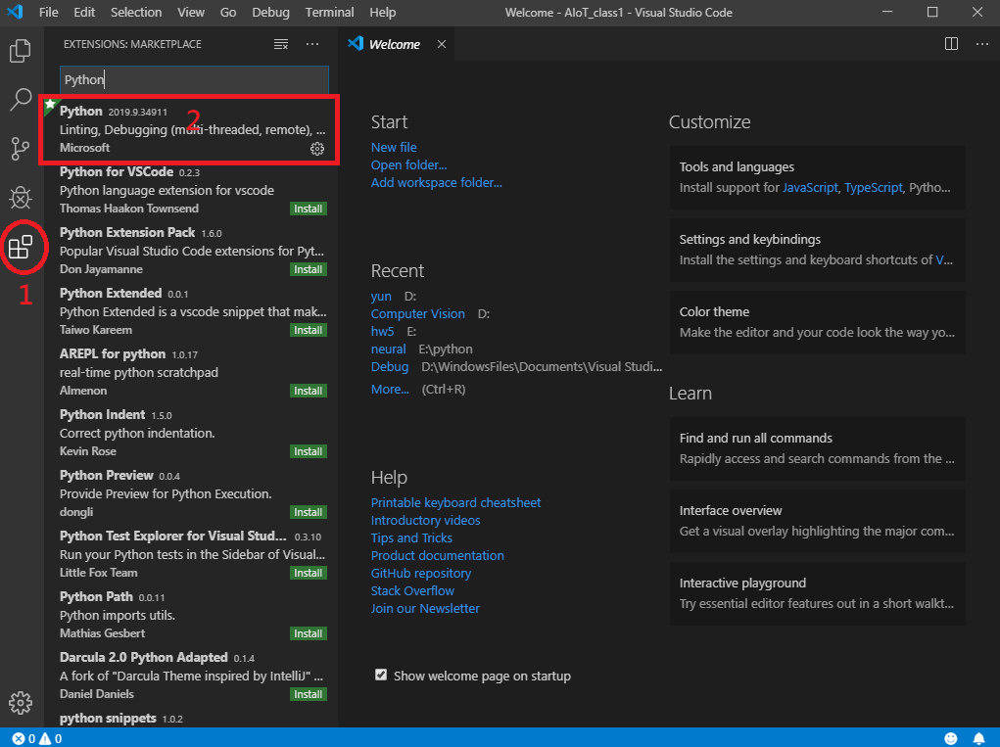 File Edit Selection View Go Debug Terminal Help Welcome - AIoT_class1 - Visual Studio Code
EXTENSIONS: MARKETPLACE
Python
Python 2019.9.34911
Linting, Debugging (multi-threaded, remote), ...
Microsoft
2
1
Python for VSCode 0.2.3
Python language extension for vscode
Thomas Haakon Townsend Install
Python Extension Pack 1.6.0
Popular Visual Studio Code extensions for Pyt...
Don Jayamanne Install
Python Extended 0.0.1
Python Extended is a vscode snippet that mak...
Taiwo Kareem Install
AREPL for python 1.0.17
real-time python scratchpad
Almenon Install
Python Indent 1.5.0
Correct python indentation.
Kevin Rose Install
Python Preview 0.0.4
Provide Preview for Python Execution.
dongli Install
Python Test Explorer for Visual Stud... 0.3.10
Run your Python tests in the Sidebar of Visual...
Little Fox Team Install
Python Path 0.0.11
Python imports utils.
Mathias Gesbert Install
Darcula 2.0 Python Adapted 0.1.4
A fork of "Darcula Theme inspired by IntelliJ" ...
Daniel Daniels Install
python snippets 1.0.2
Welcome
Start
New file
Open folder...
Add workspace folder...
Recent
yun D:
Computer Vision D:
hw5 E:
neural E:\python
Debug D:\WindowsFiles\Documents\Visual Studi...
More... (Ctrl+R)
Help
Printable keyboard cheatsheet
Introductory videos
Tips and Tricks
Product documentation
GitHub repository
Stack Overflow
Join our Newsletter
Show welcome page on startup
Customize
Tools and languages
Install support for JavaScript, TypeScript, Pytho...
Settings and keybindings
Install the settings and keyboard shortcuts of V...
Color theme
Make the editor and your code look the way yo...
Learn
Find and run all commands
Rapidly access and search commands from the ...
Interface overview
Get a visual overlay highlighting the major com...
Interactive playground
Try essential editor features out in a short walkt...
0 0